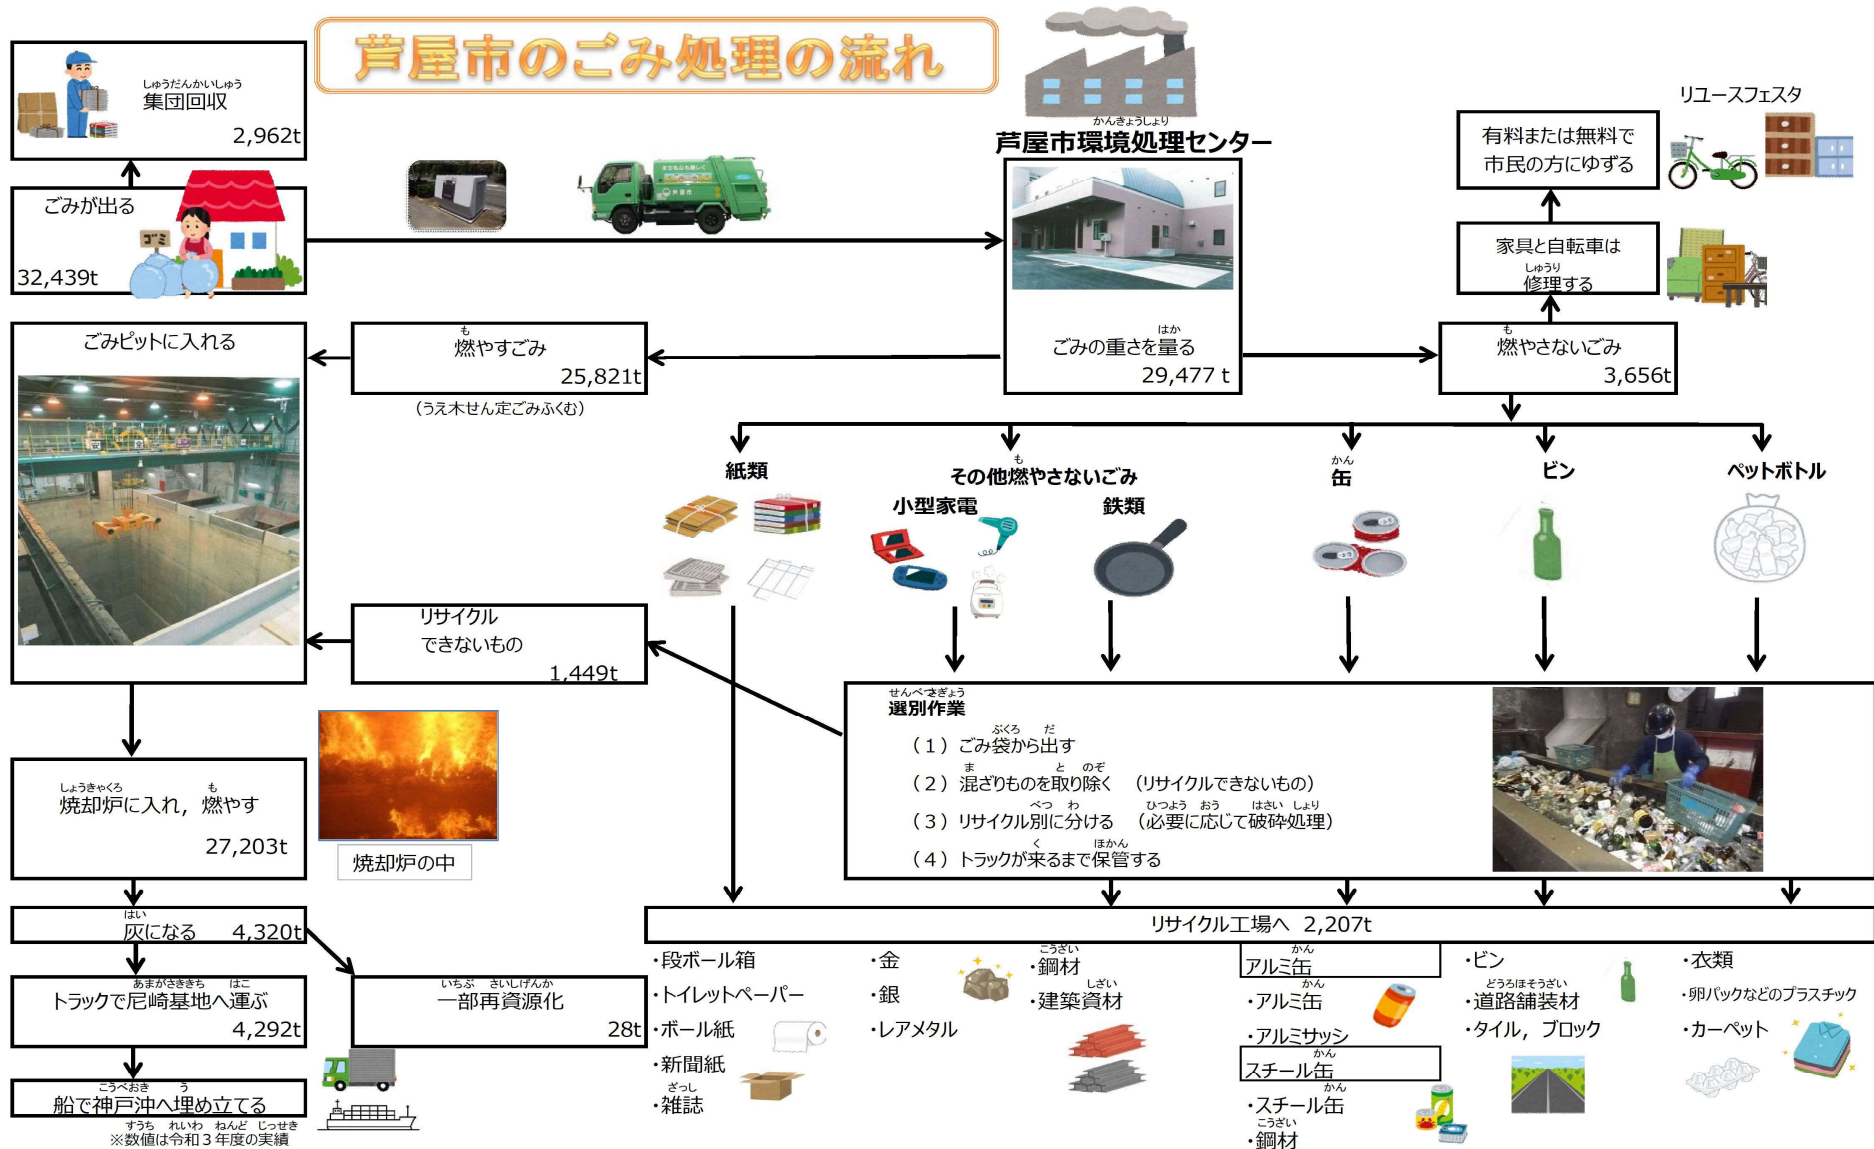 芦屋市のごみ処理の流れ
しゅうだんかいしゅう
集団回収
2,962t
ごみが出る
ゴミ
32,439t
芦屋市
かんきょうしょり
芦屋市環境処理センター
はか
ごみの重さを量る
29,477 t
リユースフェスタ
有料または無料で
市民の方にゆずる
家具と自転車は
しゅうり
修理する
も
燃やさないごみ
3,656t
も
燃やすごみ
25,821t
(うえ木せん定ごみふくむ)
ごみピットに入れる
紙類
も
その他燃やさないごみ
小型家電
鉄類
かん
缶
ビン
ペットボトル
リサイクル
できないもの
1,449t
せんべつさぎょう
選別作業
ぶくろ だ
(1) ごみ袋から出す
ま と のぞ
(2) 混ざりものを取り除く (リサイクルできないもの)
べつ わ ひつよう おう はさい しょり
(3) リサイクル別に分ける (必要に応じて破砕処理)
く ほかん
(4) トラックが来るまで保管する
しょうきゃくろ も
焼却炉に入れ,燃やす
27,203t
焼却炉の中
はい
灰になる 4,320t
あまがさききち はこ
トラックで尼崎基地へ運ぶ
4,292t
いちぶ さいしげんか
一部再資源化
28t
こうべおき う
船で神戸沖へ埋め立てる
すうち れいわ ねんど じっせき
※数値は令和3年度の実績
リサイクル工場へ 2,207t
・段ボール箱
・トイレットペーパー
・ボール紙
・新聞紙
ざっし
・雑誌
・金
・銀
・レアメタル
こうざい
・鋼材
しざい
・建築資材
かん
アルミ缶
かん
・アルミ缶
・アルミサッシ
かん
スチール缶
かん
・スチール缶
こうざい
・鋼材
・ビン
どうろほそうざい
・道路舗装材
・タイル,ブロック
・衣類
・卵パックなどのプラスチック
・カーペット